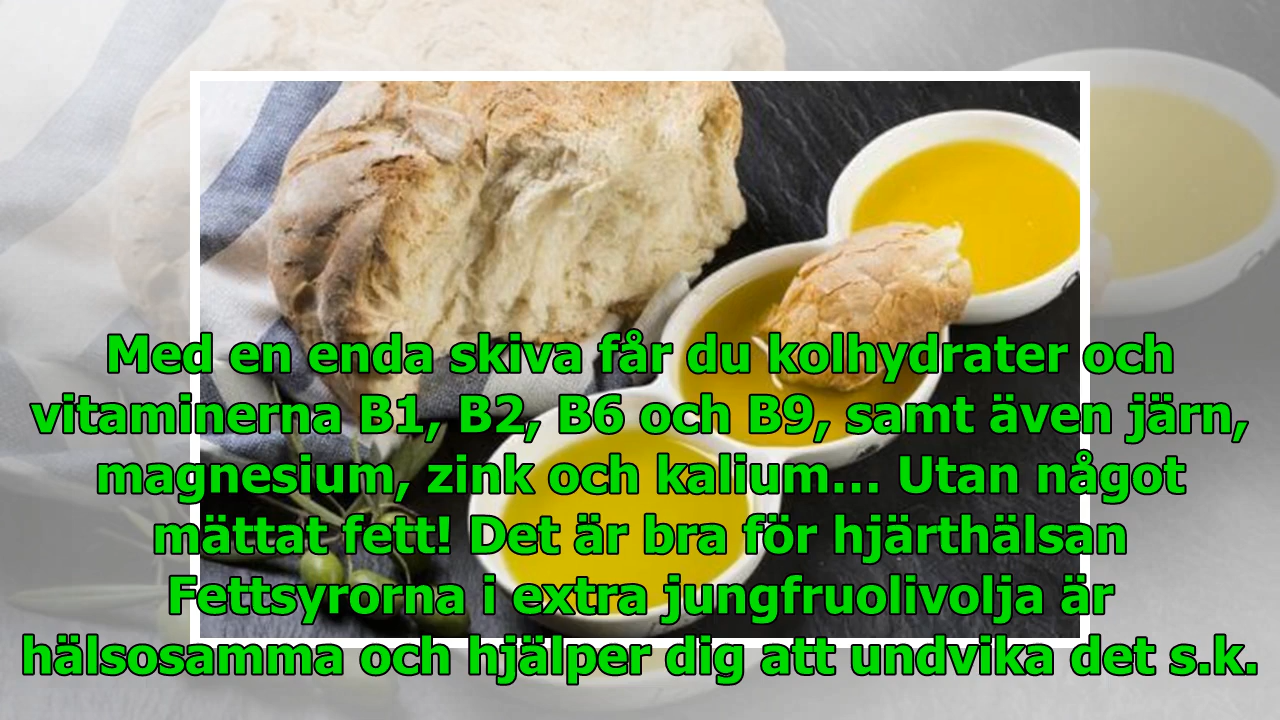 Med en enda skiva får du kolhydrater och
vitaminerna B1, B2, B6 och B9, samt även järn,
magnesium, zink och kalium... Utan något
mättat fett! Det är bra för hjärthälsan
Fettsyrorna i extra jungfruolivolja är
hälsosamma och hjälper dig att undvika det s.k.